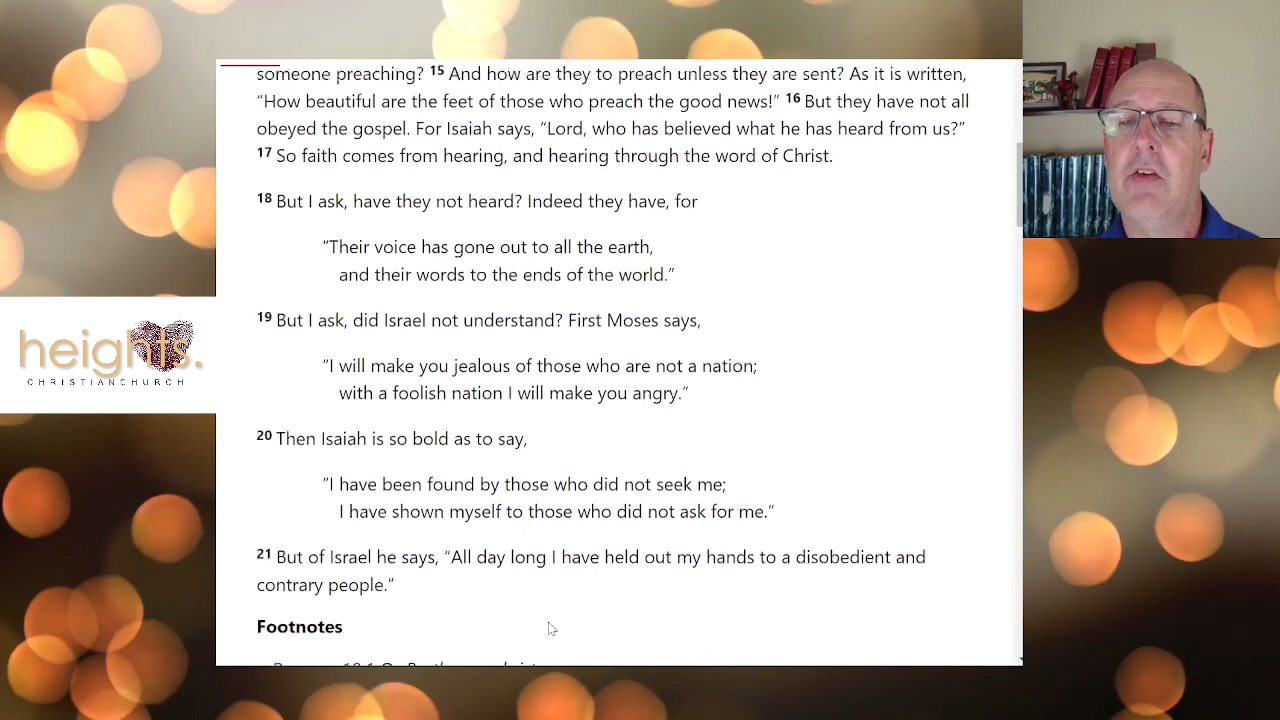 someone preaching? 15 And how are they to preach unless they are sent? As it is written,
“How beautiful are the feet of those who preach the good news!” 16 But they have not all
obeyed the gospel. For Isaiah says, “Lord, who has believed what he has heard from us?”
17 So faith comes from hearing, and hearing through the word of Christ.
18 But I ask, have they not heard? Indeed they have, for
“Their voice has gone out to all the earth,
and their words to the ends of the world.”
19 But I ask, did Israel not understand? First Moses says,
“I will make you jealous of those who are not a nation;
with a foolish nation I will make you angry.”
20 Then Isaiah is so bold as to say,
“I have been found by those who did not seek me;
I have shown myself to those who did not ask for me.”
21 But of Israel he says, “All day long I have held out my hands to a disobedient and
contrary people.”
Footnotes
heights.
CHRISTIANCHURCH